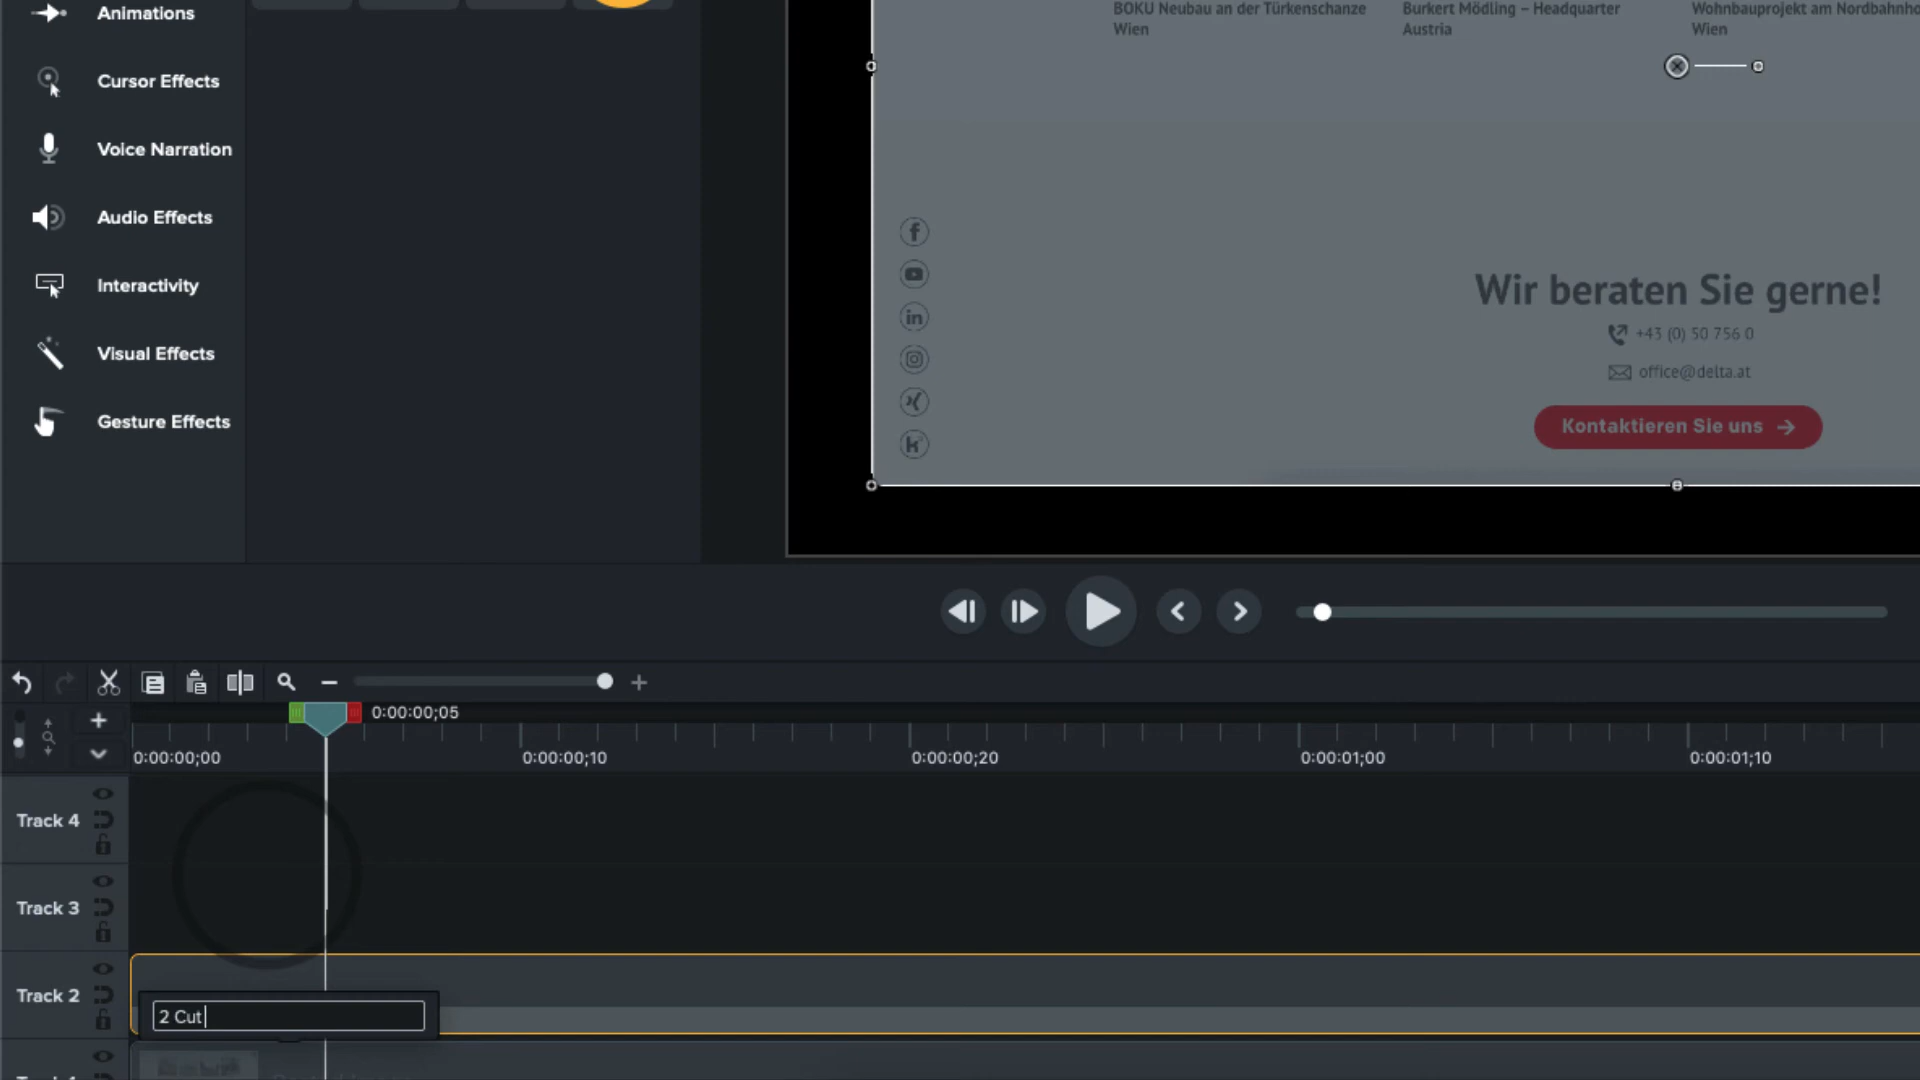 Animations
Cursor Effects
Voice Narration
Audio Effects
Interactivity
Visual Effects
Gesture Effects
BOKU Neubau an der Türkenschanze
Wien
Burkert Mödling – Headquarter
Austria
Wohnbauprojekt am Nordbahnho
Wien
Wir beraten Sie gerne!
+43 (0) 50 756 0
office@delta.at
Kontaktieren Sie uns
0:00:00;05
0:00:00;00
0:00:00;10
0:00:00;20
0:00:01;00
0:00:01;10
Track 4
Track 3
Track 2
2 Cut